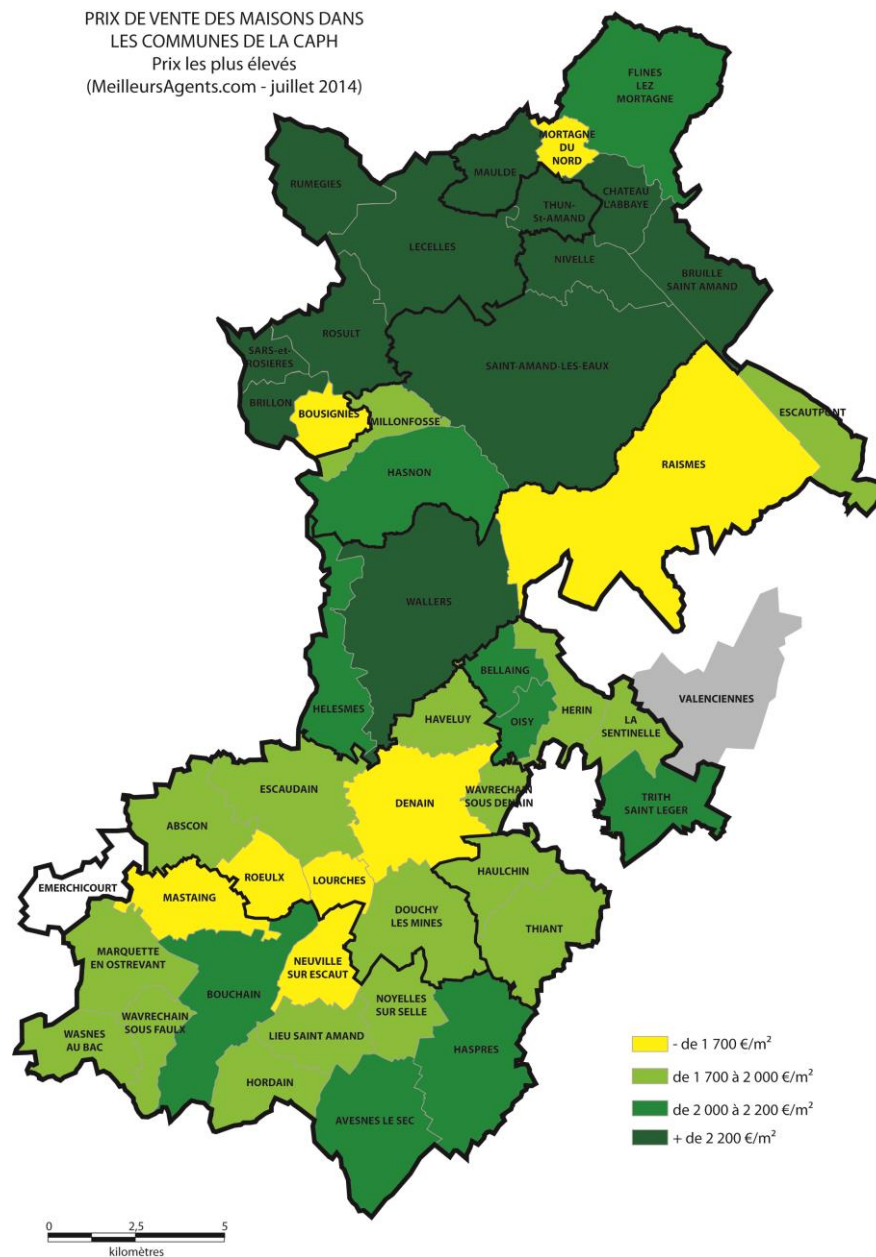 PRIX DE VENTE DES MAISONS DANS
LES COMMUNES DE LA CAPH
Prix les plus élevés
(MeilleursAgents.com - juillet 2014)
FLINES
LEZ
MORTAGNE
MORTAGNE
DU
NORD
MAULDE
RUMEGIES
THUN-
St-AMAND
CHATEAU
L'ABBAYE
LECELLES
NIVELLE
BRUILLE
SAINT AMAND
ROSULT
SARS-et-
ROSIERES
SAINT-AMAND-LES-EAUX
BRILLON
BOUSIGNIES
MILLONFOSSE
ESCAUTPONT
HASNON
RAISMES
WALLERS
BELLAING
VALENCIENNES
HELESMES
HAVELUY
OISY
HERIN
LA
SENTINELLE
ESCAUDAIN
DENAIN
WAVRECHAIN
SOUS DENAIN
TRITH
SAINT LEGER
ABSCON
EMERCHICOURT
MASTAING
ROEULX
LOURCHES
HAULCHIN
DOUCHY
LES MINES
THIANT
MARQUETTE
EN OSTREVANT
NEUVILLE
SUR ESCAUT
BOUCHAIN
NOYELLES
SUR SELLE
WAVRECHAIN
SOUS FAULX
WASNES
AU BAC
LIEU SAINT AMAND
HASPRES
HORDAIN
AVESNES LE SEC
- de 1 700 €/m²
de 1 700 à 2 000 €/m²
de 2 000 à 2 200 €/m²
+ de 2 200 €/m²
0 2,5 5
kilomètres